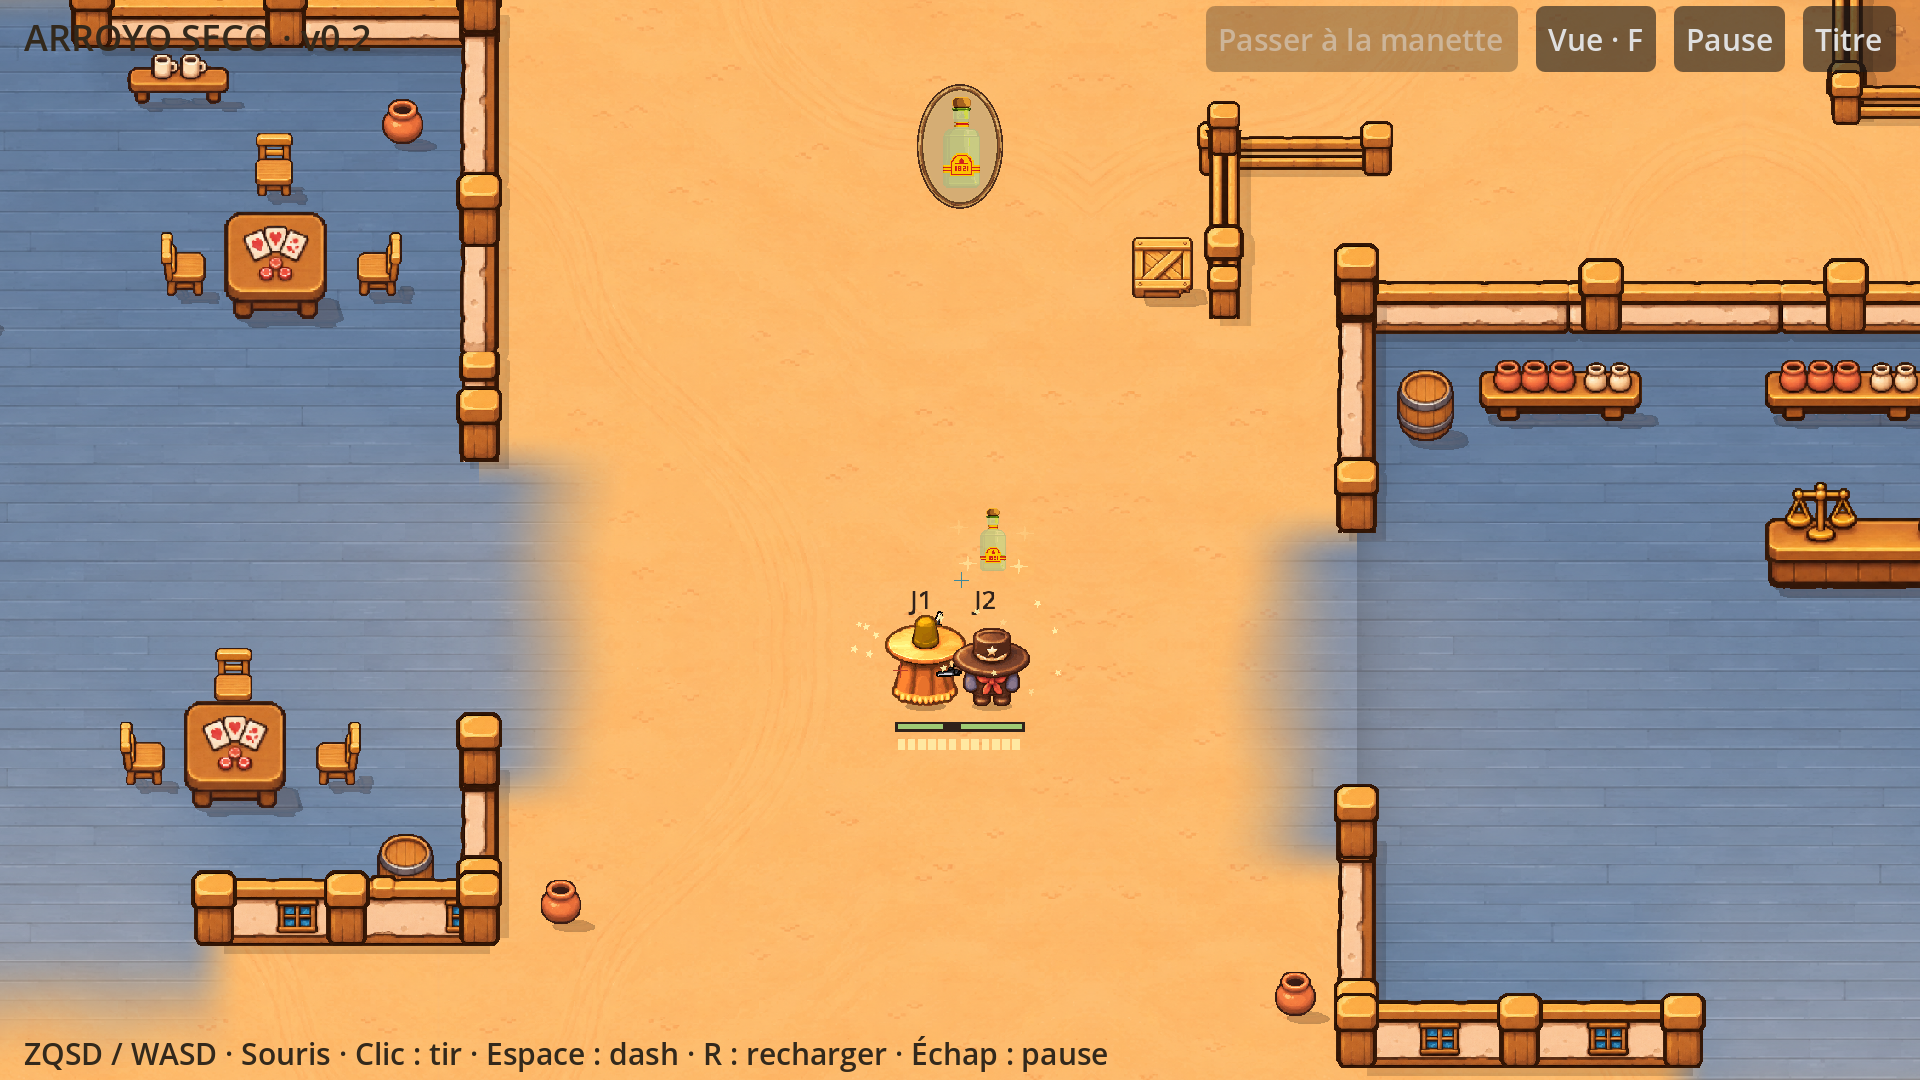 ARROYO SECO · v0.2
Passer à la manette
Vue · F
Pause
Titre
1821
J1
J2
ZQSD / WASD · Souris · Clic : tir · Espace : dash · R : recharger · Échap : pause